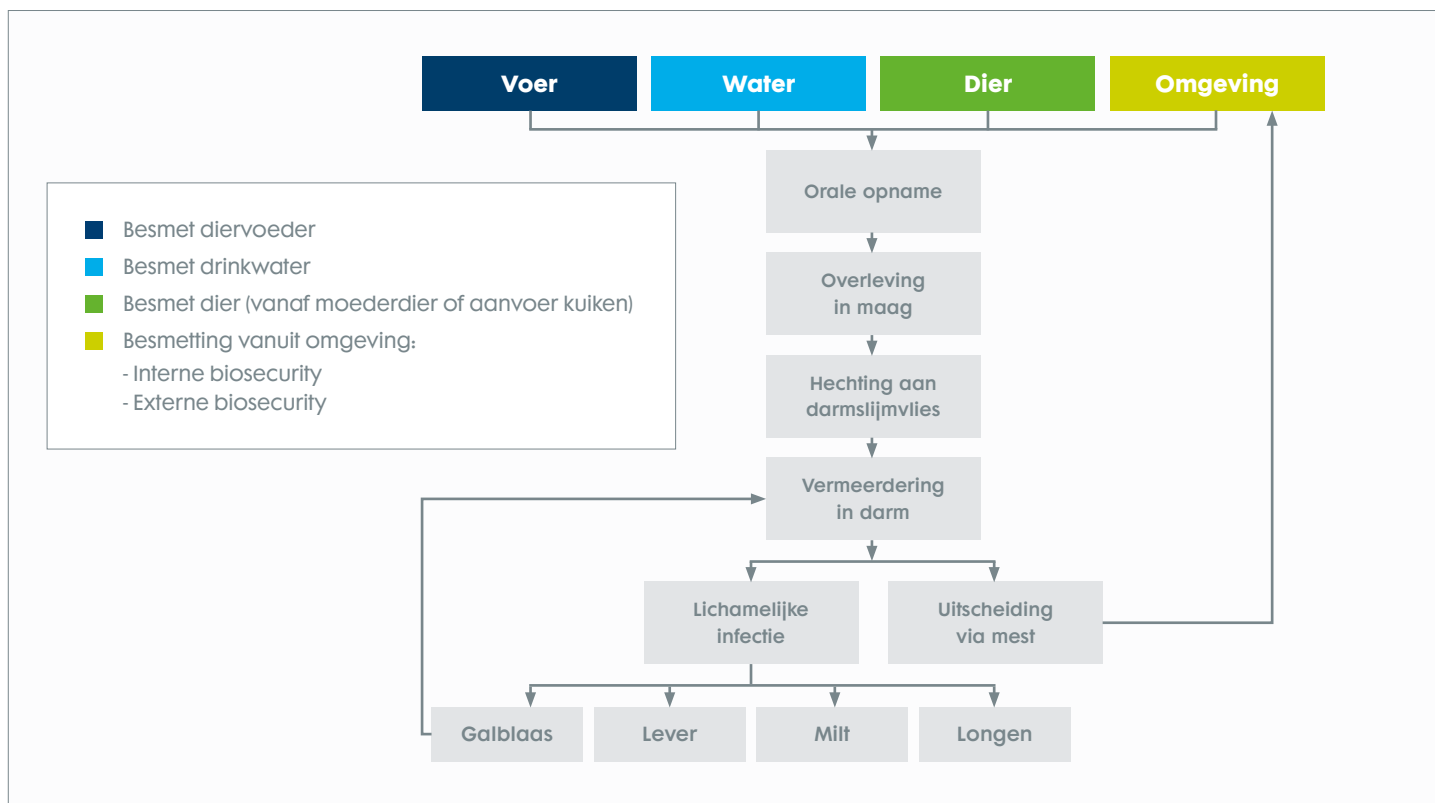 Voer
Water
Dier
Omgeving
Orale opname
Besmet diervoeder
Besmet drinkwater
Besmet dier (vanaf moederdier of aanvoer kuiken)
Besmetting vanuit omgeving:
- Interne biosecurity
- Externe biosecurity
Overleving
in maag
Hechting aan
darmslijmvlies
Vermeerdering
in darm
Lichamelijke
infectie
Uitscheiding
via mest
Galblaas
Lever
Milt
Longen